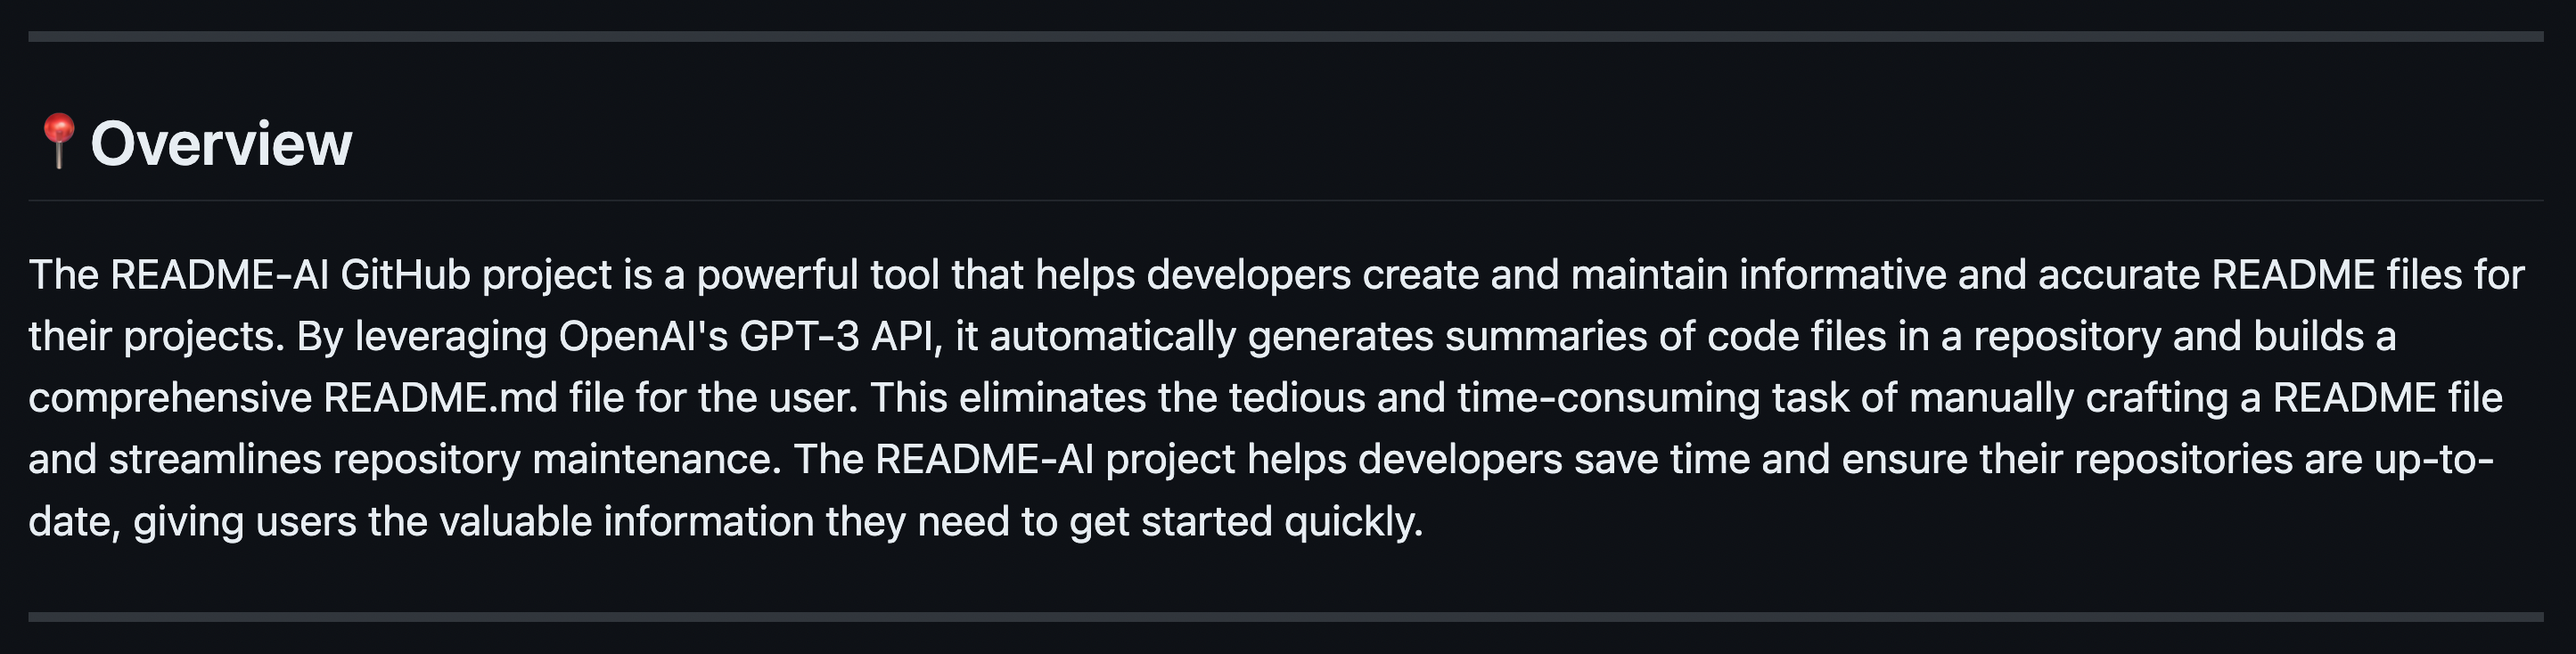 📍Overview
The README-AI GitHub project is a powerful tool that helps developers create and maintain informative and accurate README files for
their projects. By leveraging OpenAI's GPT-3 API, it automatically generates summaries of code files in a repository and builds a
comprehensive README.md file for the user. This eliminates the tedious and time-consuming task of manually crafting a README file
and streamlines repository maintenance. The README-AI project helps developers save time and ensure their repositories are up-to-
date, giving users the valuable information they need to get started quickly.